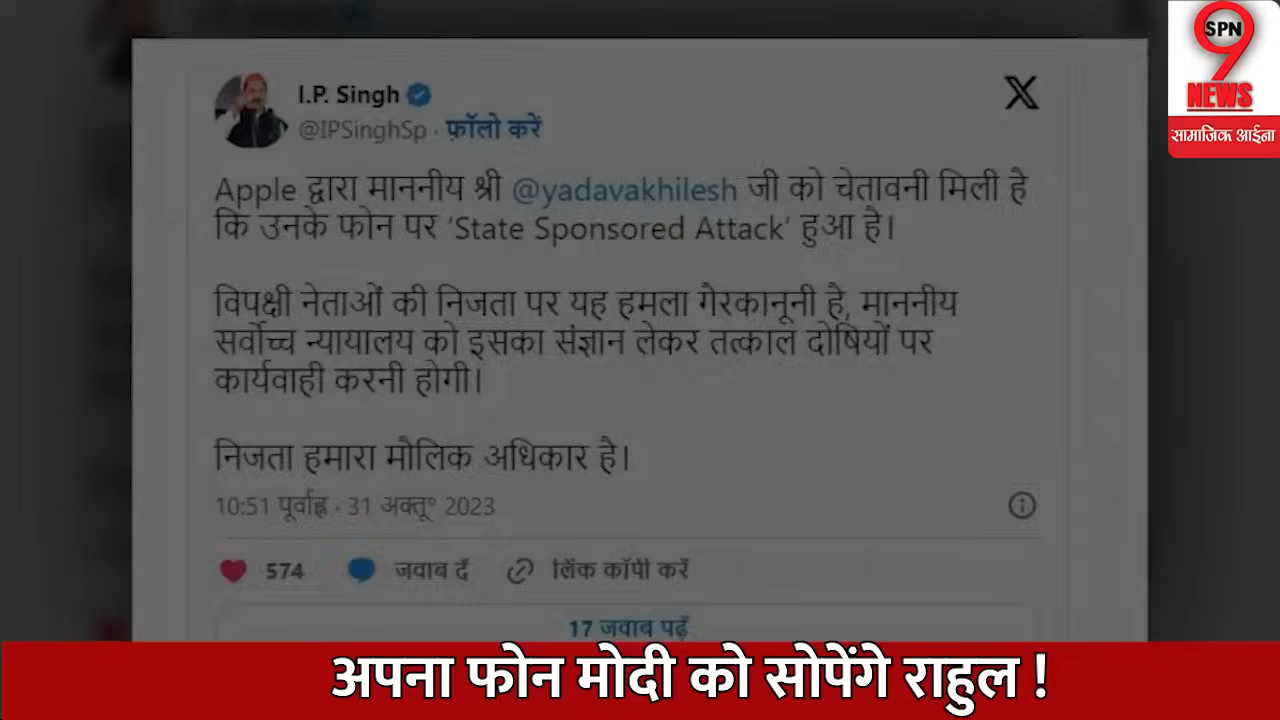 SPN
9
NEWS
सामाजिक आईना
I.P. Singh
@IPSinghSp · फ़ॉलो करें
Apple द्वारा माननीय श्री @yadavakhilesh जी को चेतावनी मिली है
कि उनके फोन पर ‘State Sponsored Attack’ हुआ है।
विपक्षी नेताओं की निजता पर यह हमला गैरकानूनी है, माननीय
सर्वोच्च न्यायालय को इसका संज्ञान लेकर तत्काल दोषियों पर
कार्यवाही करनी होगी।
निजता हमारा मौलिक अधिकार है।
10:51 पूर्वाह्न · 31 अक्तू॰ 2023
574 जवाब दें लिंक कॉपी करें
17 जवाब पढ़ें
अपना फोन मोदी को सोपेंगे राहुल !